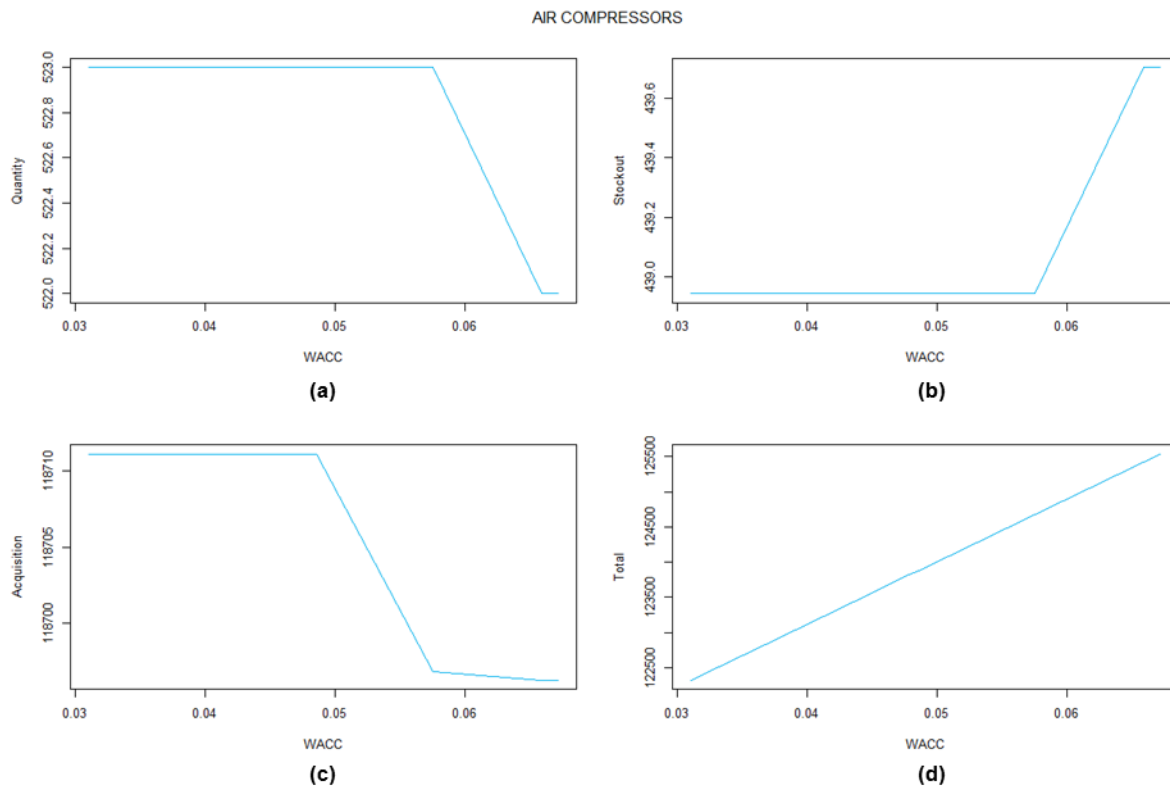 AIR COMPRESSORS
Quantity
523.0
522.8
522.6
522.4
522.2
522.0
0.03 0.04 0.05 0.06
WACC
(a)
Stockout
439.6
439.4
439.2
439.0
0.03 0.04 0.05 0.06
WACC
(b)
Acquisition
118710
118705
118700
0.03 0.04 0.05 0.06
WACC
(c)
Total
125500
124500
123500
122500
0.03 0.04 0.05 0.06
WACC
(d)